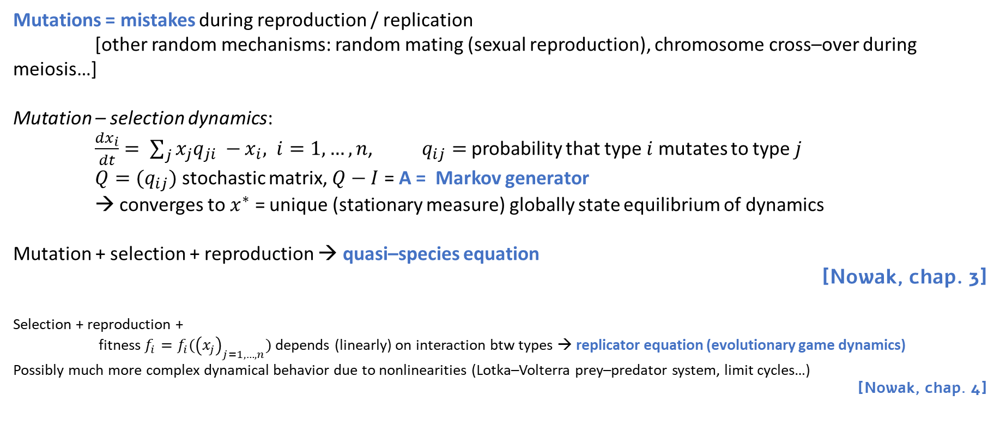 Mutations = mistakes during reproduction / replication
[other random mechanisms: random mating (sexual reproduction), chromosome cross–over during
meiosis…]
Mutation – selection dynamics:
dx_i/dt = ∑_j x_j q_{ji} − x_i, i = 1, … , n, q_{ij} = probability that type i mutates to type j
Q = (q_{ij}) stochastic matrix, Q − I = A = Markov generator
→ converges to x* = unique (stationary measure) globally state equilibrium of dynamics
Mutation + selection + reproduction → quasi–species equation
[Nowak, chap. 3]
Selection + reproduction +
fitness f_i = f_i((x_j)_{j=1,…,n}) depends (linearly) on interaction btw types → replicator equation (evolutionary game dynamics)
Possibly much more complex dynamical behavior due to nonlinearities (Lotka–Volterra prey–predator system, limit cycles…)
[Nowak, chap. 4]